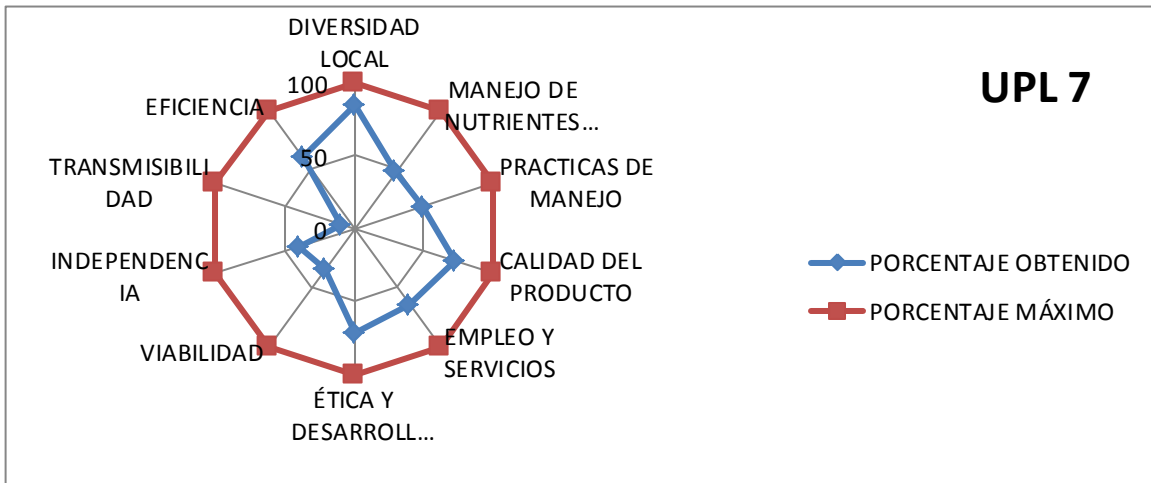 DIVERSIDAD
LOCAL
UPL 7
100
EFICIENCIA
MANEJO DE
NUTRIENTES...
50
TRANSMISIBILI
DAD
PRACTICAS DE
MANEJO
0
INDEPENDENC
IA
CALIDAD DEL
PRODUCTO
PORCENTAJE OBTENIDO
PORCENTAJE MÁXIMO
VIABILIDAD
EMPLEO Y
SERVICIOS
ÉTICA Y
DESARROLL...